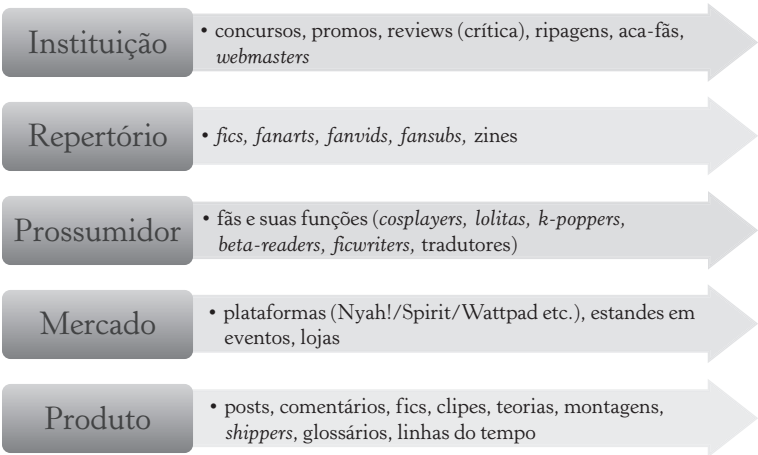 Instituição
• concursos, promos, reviews (crítica), ripagens, aca-fãs,
webmasters
Repertório
• fics, fanarts, fanvids, fansubs, zines
Prossumidor
• fãs e suas funções (cosplayers, lolitas, k-poppers,
beta-readers, ficwriters, tradutores)
Mercado
• plataformas (Nyah!/Spirit/Wattpad etc.), estandes em
eventos, lojas
Produto
• posts, comentários, fics, clipes, teorias, montagens,
shippers, glossários, linhas do tempo